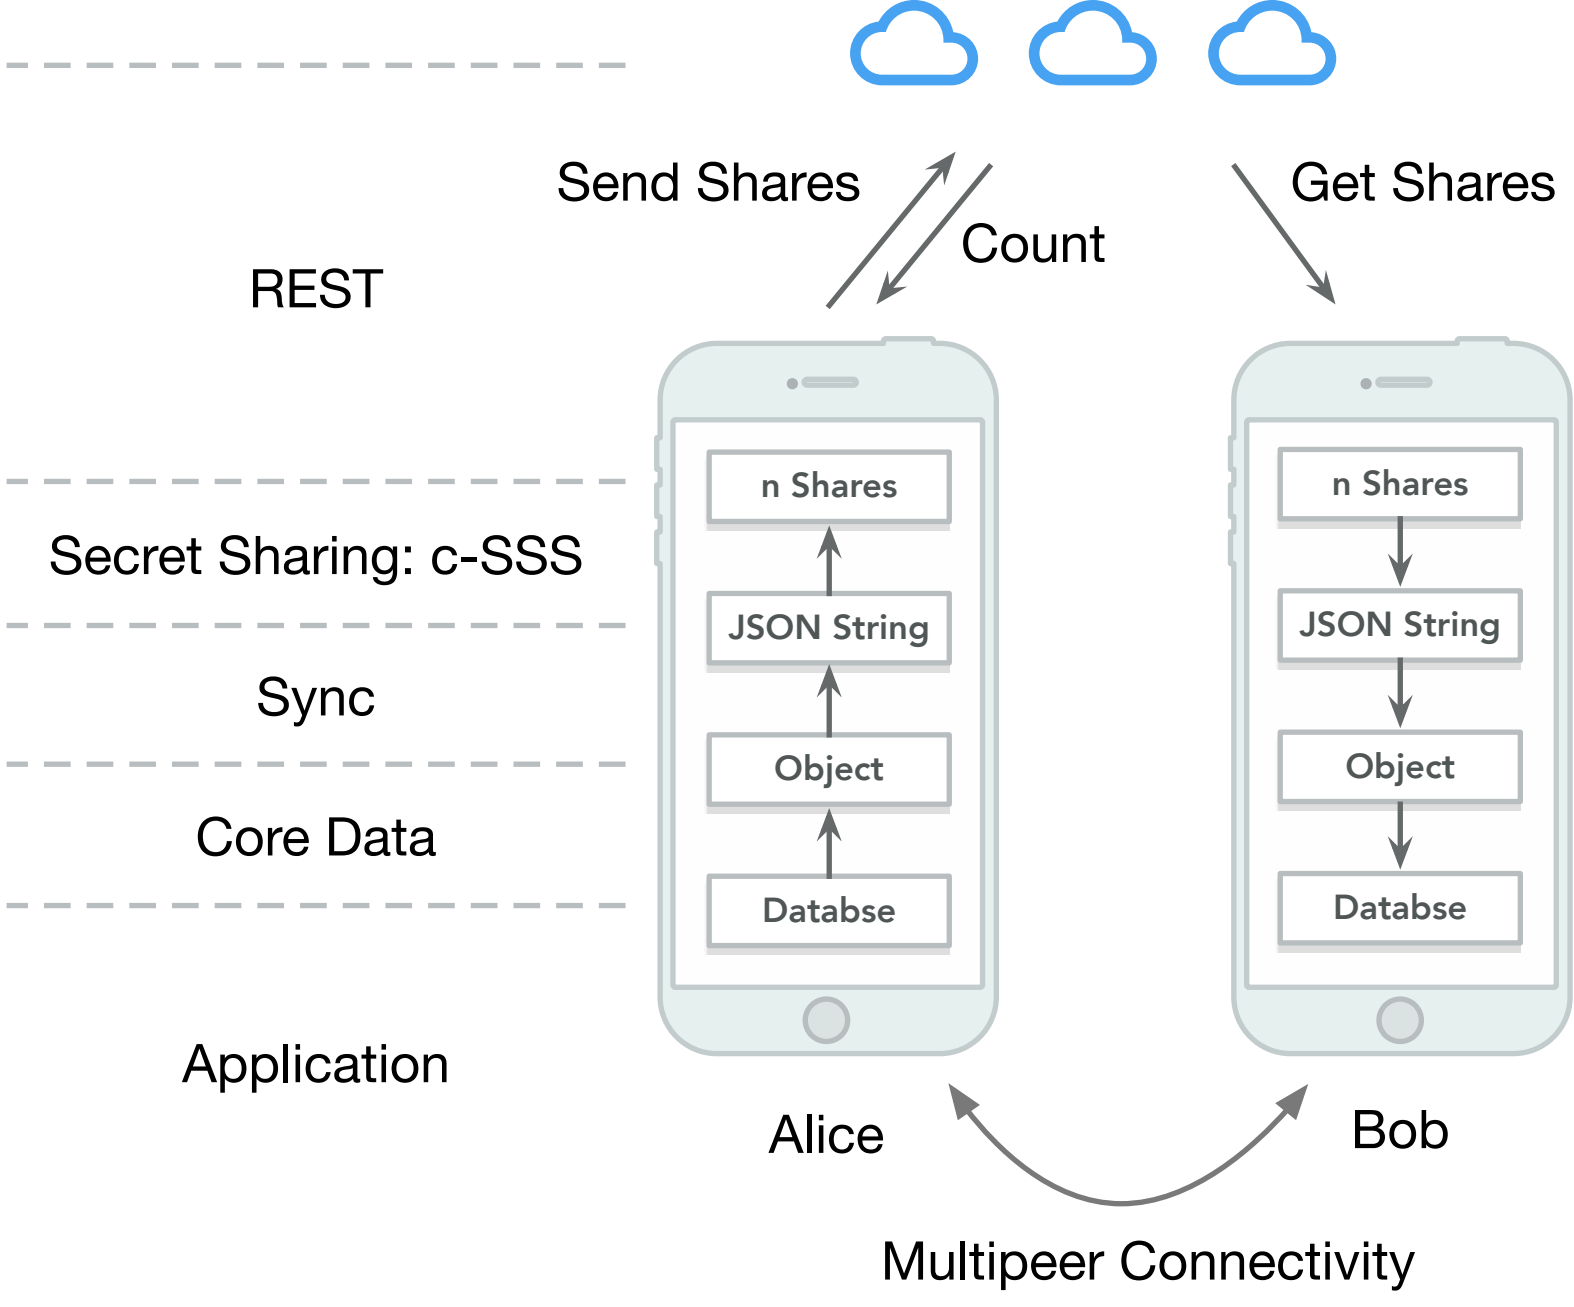 Send Shares
Get Shares
Count
REST
n Shares
n Shares
Secret Sharing: c-SSS
JSON String
JSON String
Sync
Object
Object
Core Data
Databse
Databse
Application
Alice
Bob
Multipeer Connectivity